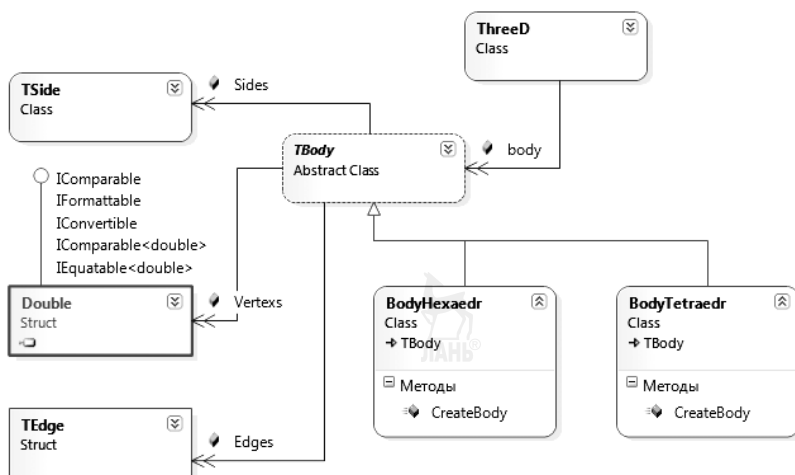 ThreeD
Class
TSide
Class
Sides
TBody
Abstract Class
body
IComparable
IFormattable
IConvertible
IComparable<double>
IEquatable<double>
Double
Struct
Vertexs
BodyHexaedr
Class
TBody
Методы
CreateBody
BodyTetraedr
Class
TBody
Методы
CreateBody
ЛАНЬ®
TEdge
Struct
Edges